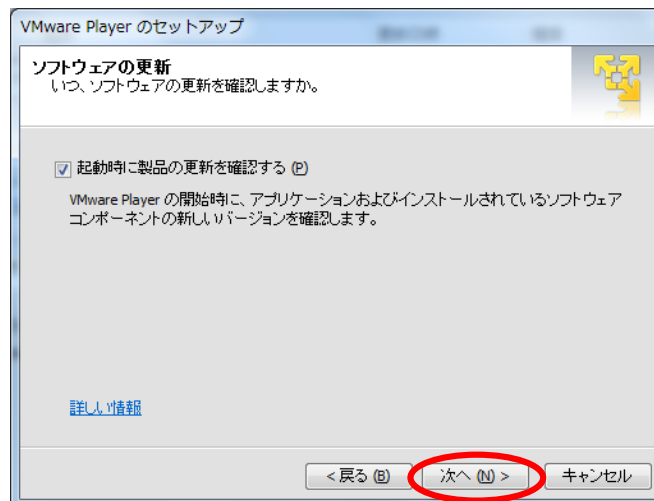 VMware Player のセットアップ
ソフトウェアの更新
いつ、ソフトウェアの更新を確認しますか。
起動時に製品の更新を確認する (P)
VMware Player の開始時に、アプリケーションおよびインストールされているソフトウェア
コンポーネントの新しいバージョンを確認します。
詳しい情報
< 戻る (B)
次へ (N) >
キャンセル